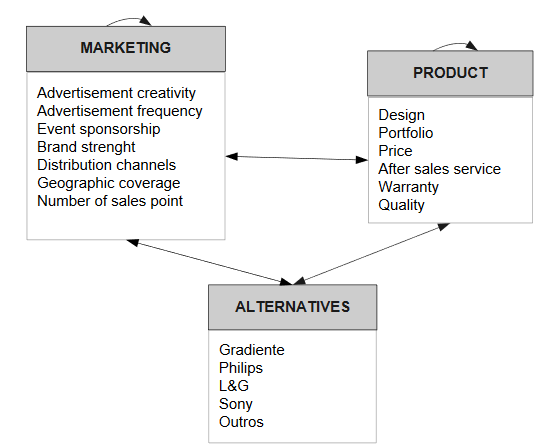 MARKETING
Advertisement creativity
Advertisement frequency
Event sponsorship
Brand strenght
Distribution channels
Geographic coverage
Number of sales point
PRODUCT
Design
Portfolio
Price
After sales service
Warranty
Quality
ALTERNATIVES
Gradiente
Philips
L&G
Sony
Outros